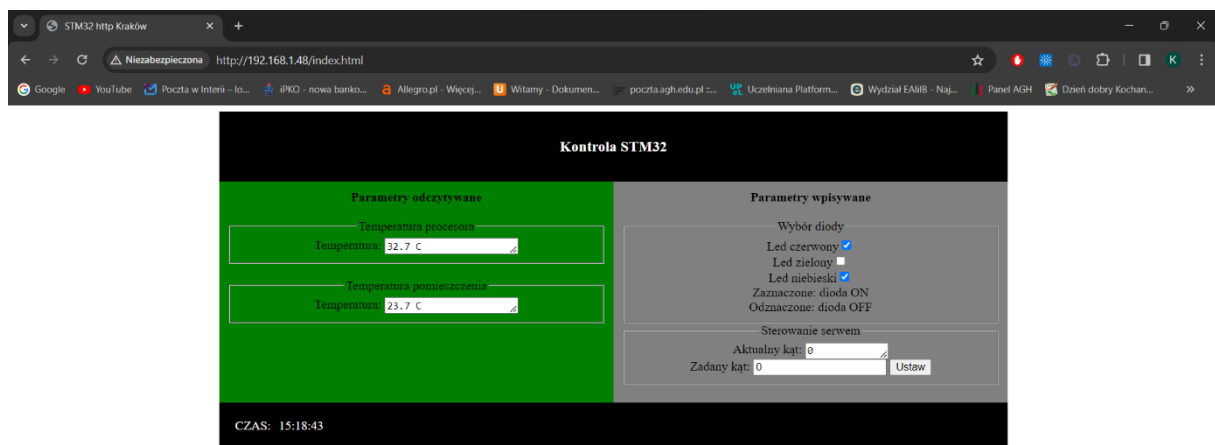 STM32 http Kraków
Niezabezpieczona http://192.168.1.48/index.html
K
Google YouTube Poczta w Interii – lo... iPKO - nowa banko... Allegro.pl - Więcej... Witamy - Dokumen... poczta.agh.edu.pl ::... Uczelniana Platform... Wydział EAIiIB - Naj... Panel AGH Dzień dobry Kochan...
Kontrola STM32
Parametry odczytywane
Temperatura procesora
Temperatura: 32.7 C
Temperatura pomieszczenia
Temperatura: 23.7 C
Parametry wpisywane
Wybór diody
Led czerwony
Led zielony
Led niebieski
Zaznaczone: dioda ON
Odznaczone: dioda OFF
Sterowanie serwem
Aktualny kąt: 0
Zadany kąt: 0 Ustaw
CZAS: 15:18:43